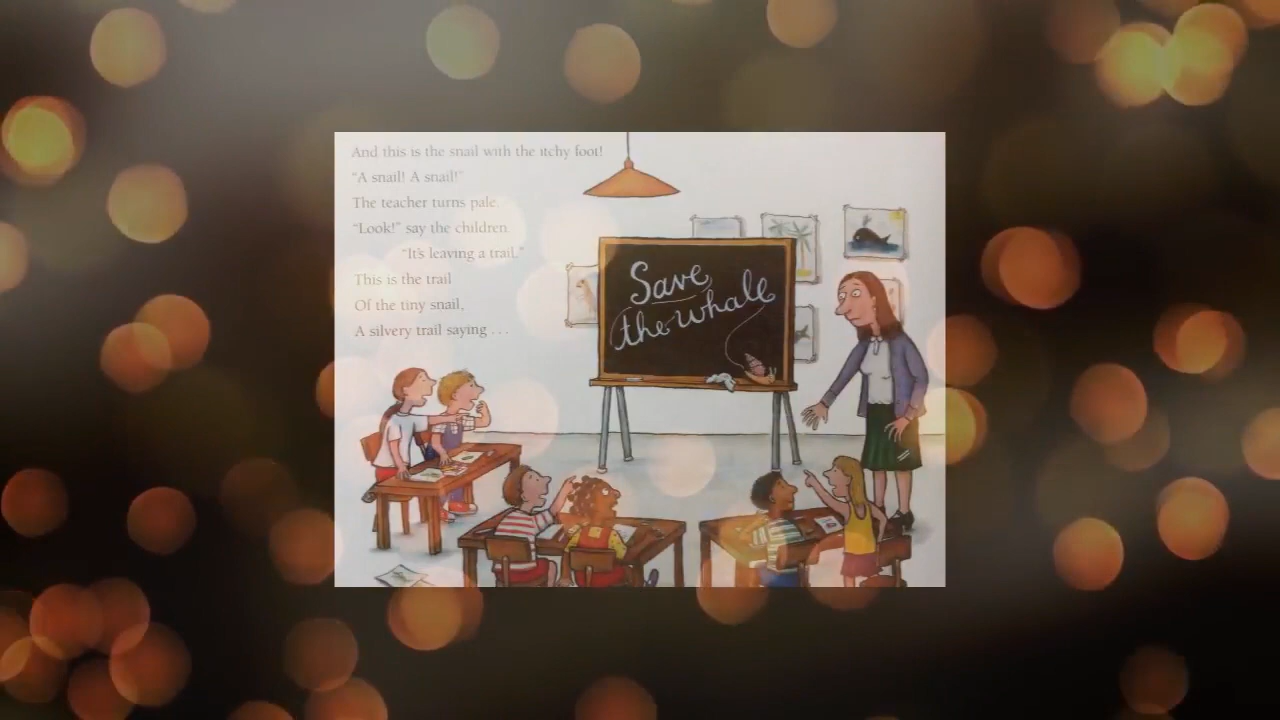 And this is the snail with the itchy foot!
"A snail! A snail!"
The teacher turns pale.
"Look!" say the children.
"It's leaving a trail."
This is the trail
Of the tiny snail,
A silvery trail saying . . .
Save
the whale